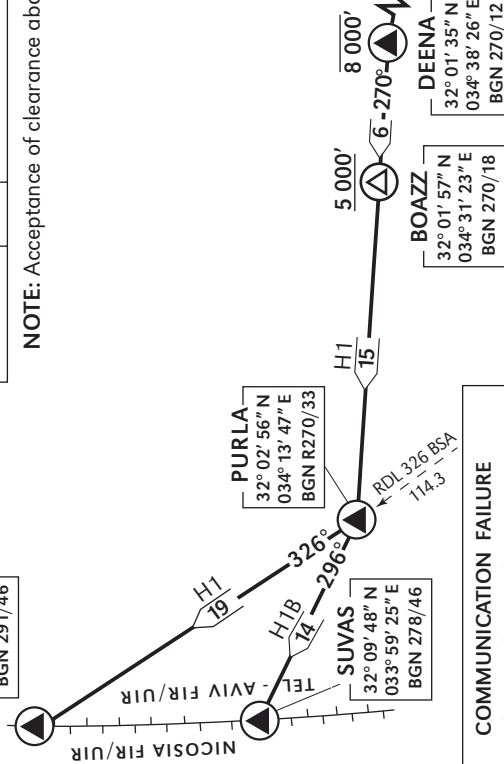 BGN 291/46
NOTE: Acceptance of clearance abo
NICOSIA FIR/UIR
TEL - AVIV FIR/UIR
H1
19
326°
H1B
14
296°
SUVAS
32° 09' 48" N
033° 59' 25" E
BGN 278/46
PURLA
32° 02' 56" N
034° 13' 47" E
BGN R270/33
RDL 326 BSA
114.3
H1
15
5 000'
BOAZZ
32° 01' 57" N
034° 31' 23" E
BGN 270/18
6
270°
8 000'
DEENA
32° 01' 35" N
034° 38' 26" E
BGN 270/12
COMMUNICATION FAILURE